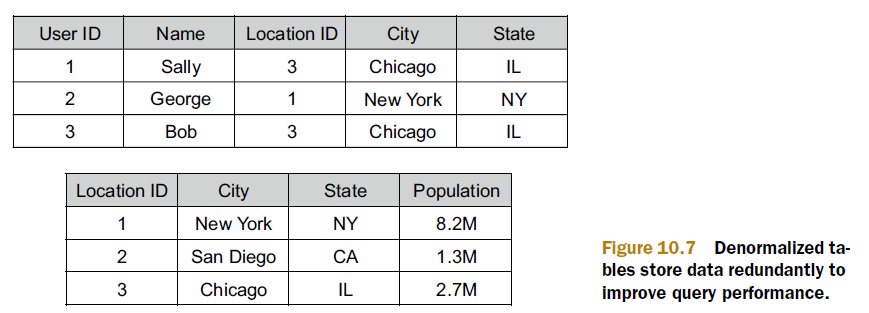 User ID Name Location ID City State
1 Sally 3 Chicago IL
2 George 1 New York NY
3 Bob 3 Chicago IL
Location ID City State Population
1 New York NY 8.2M
2 San Diego CA 1.3M
3 Chicago IL 2.7M
Figure 10.7 Denormalized ta-
bles store data redundantly to
improve query performance.